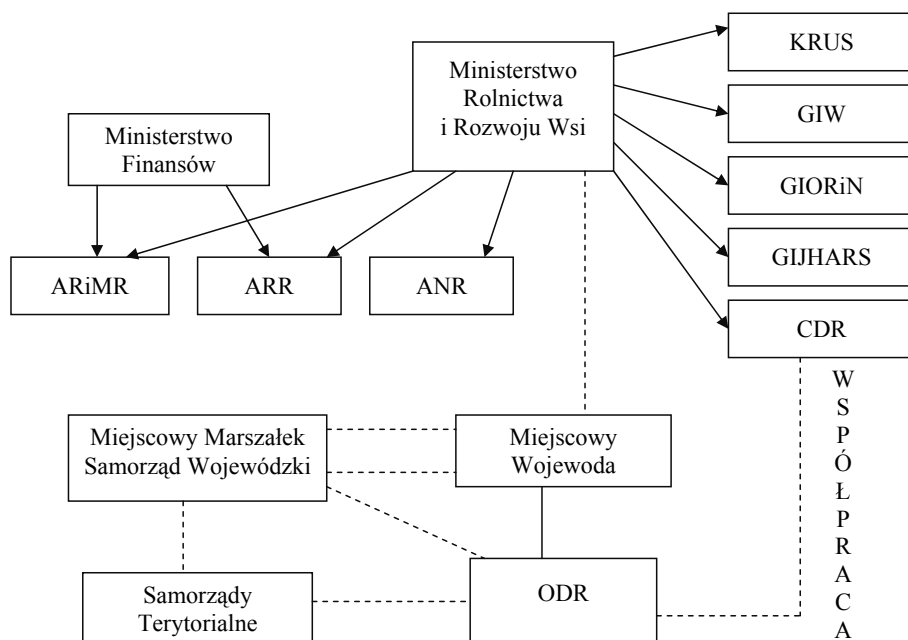 Ministerstwo
Rolnictwa
i Rozwoju Wsi
KRUS
GIW
GIORiN
GIJHARS
CDR
Ministerstwo
Finansów
ARiMR
ARR
ANR
Miejscowy Marszałek
Samorząd Wojewódzki
Miejscowy
Wojewoda
Samorządy
Terytorialne
ODR
W
S
P
Ó
Ł
P
R
A
C
A